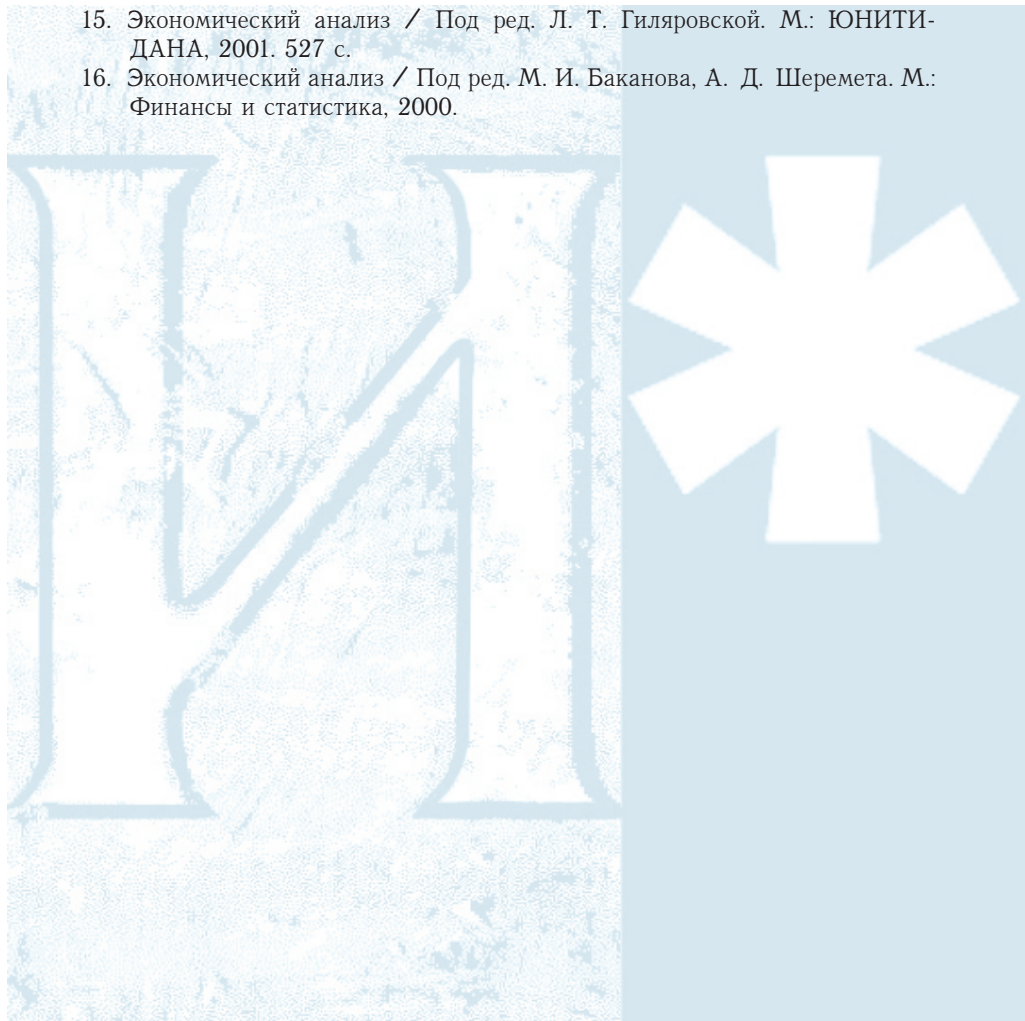 15. Экономический анализ / Под ред. Л. Т. Гиляровской. М.: ЮНИТИ-
ДАНА, 2001. 527 с.
16. Экономический анализ / Под ред. М. И. Баканова, А. Д. Шеремета. М.:
Финансы и статистика, 2000.
И*